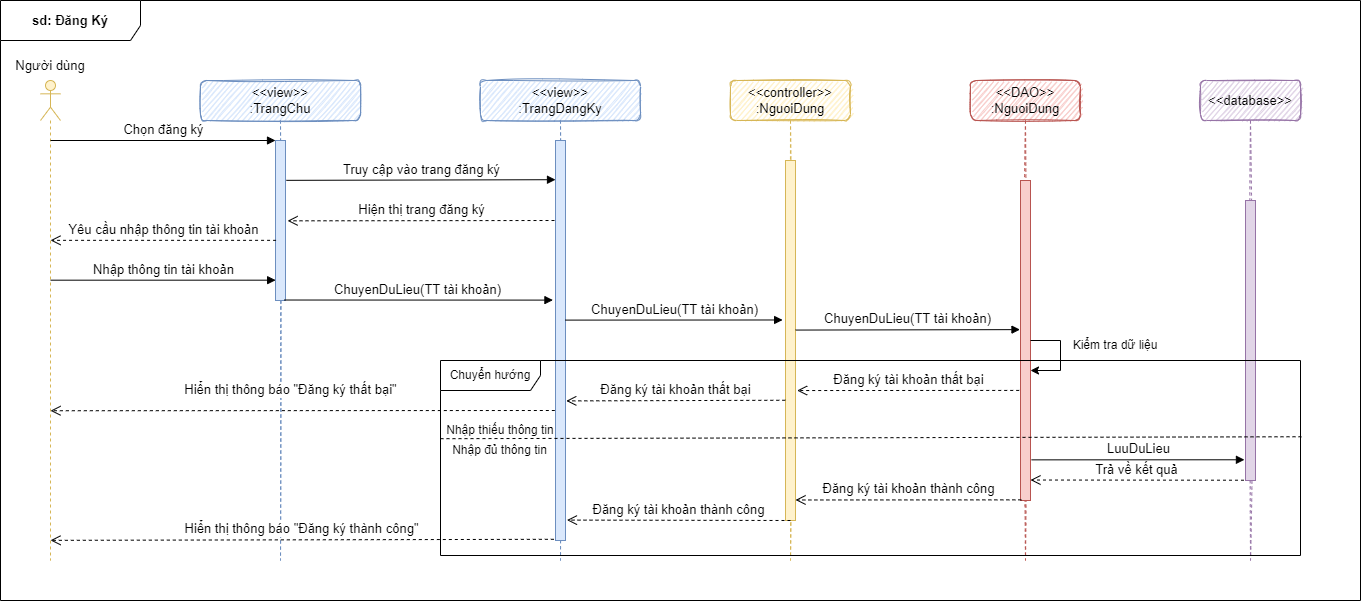 sd: Đăng Ký
Người dùng
<<view>>
:TrangChu
<<view>>
:TrangDangKy
<<controller>>
:NguoiDung
<<DAO>>
:NguoiDung
<<database>>
Chọn đăng ký
Truy cập vào trang đăng ký
Hiện thị trang đăng ký
Yêu cầu nhập thông tin tài khoản
Nhập thông tin tài khoản
ChuyenDuLieu(TT tài khoản)
ChuyenDuLieu(TT tài khoản)
ChuyenDuLieu(TT tài khoản)
Kiểm tra dữ liệu
Chuyển hướng
Đăng ký tài khoản thất bại
Đăng ký tài khoản thất bại
Hiển thị thông báo "Đăng ký thất bại"
Nhập thiếu thông tin
Nhập đủ thông tin
LuuDuLieu
Trả về kết quả
Đăng ký tài khoản thành công
Đăng ký tài khoản thành công
Hiển thị thông báo "Đăng ký thành công"